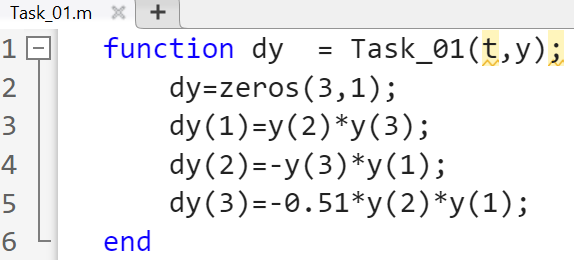 Task_01.m × +
1 function dy  = Task_01(t,y);
2 dy=zeros(3,1);
3 dy(1)=y(2)*y(3);
4 dy(2)=-y(3)*y(1);
5 dy(3)=-0.51*y(2)*y(1);
6 end